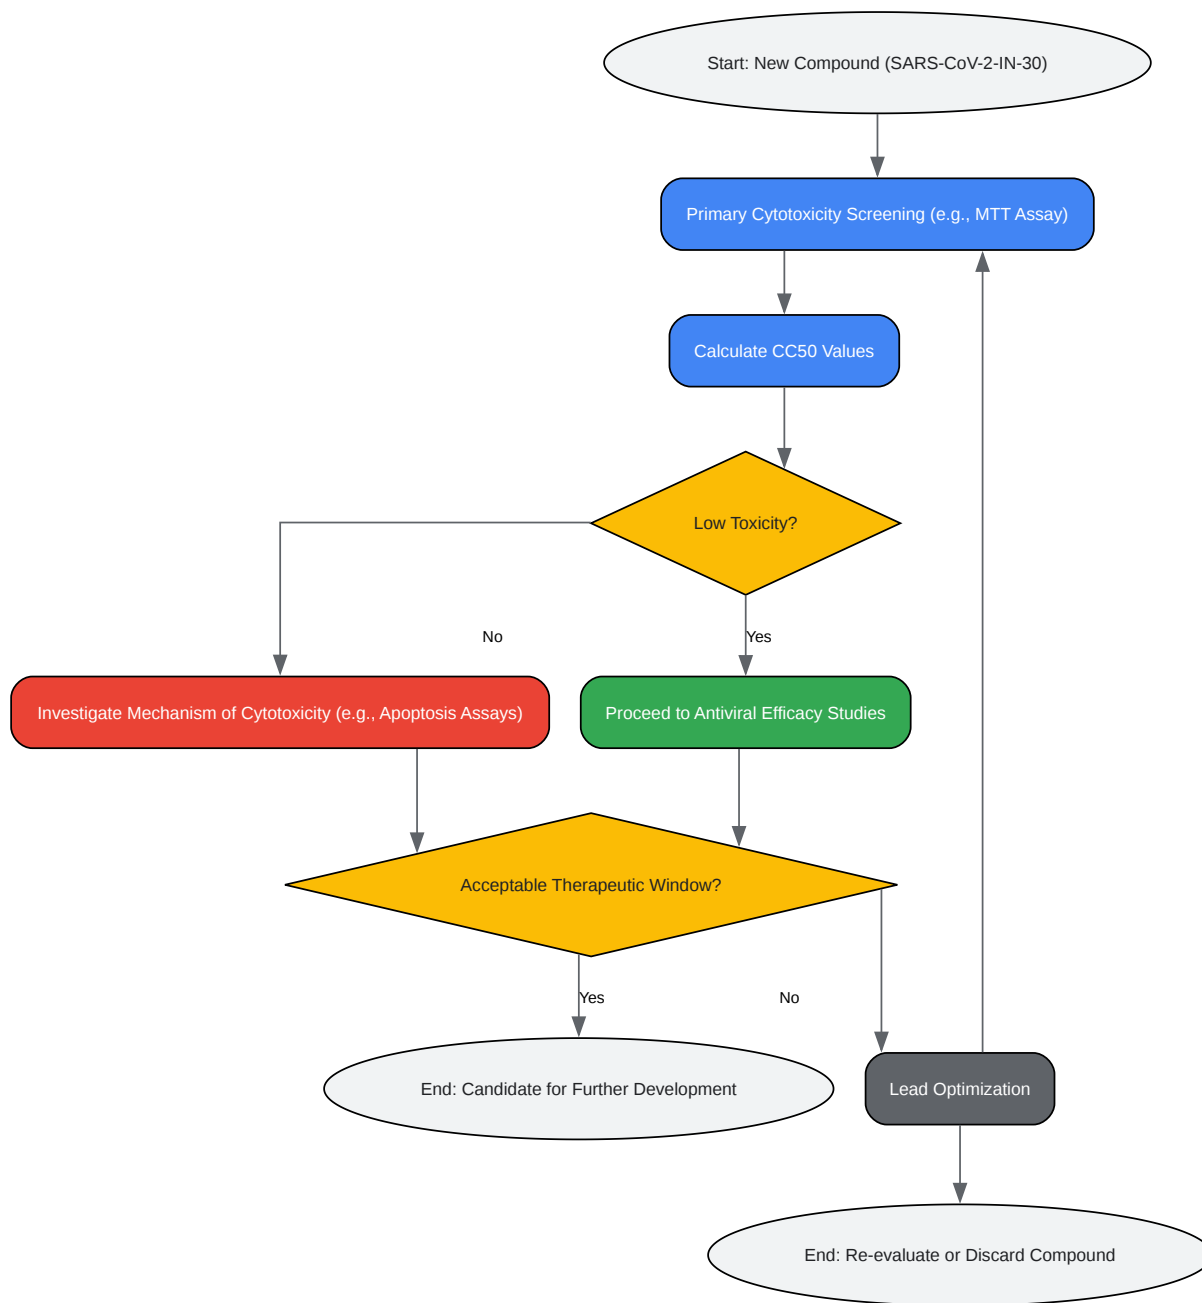 Start: New Compound (SARS-CoV-2-IN-30)
Primary Cytotoxicity Screening (e.g., MTT Assay)
Calculate CC50 Values
Low Toxicity?
No
Yes
Investigate Mechanism of Cytotoxicity (e.g., Apoptosis Assays)
Proceed to Antiviral Efficacy Studies
Acceptable Therapeutic Window?
Yes
No
End: Candidate for Further Development
Lead Optimization
End: Re-evaluate or Discard Compound